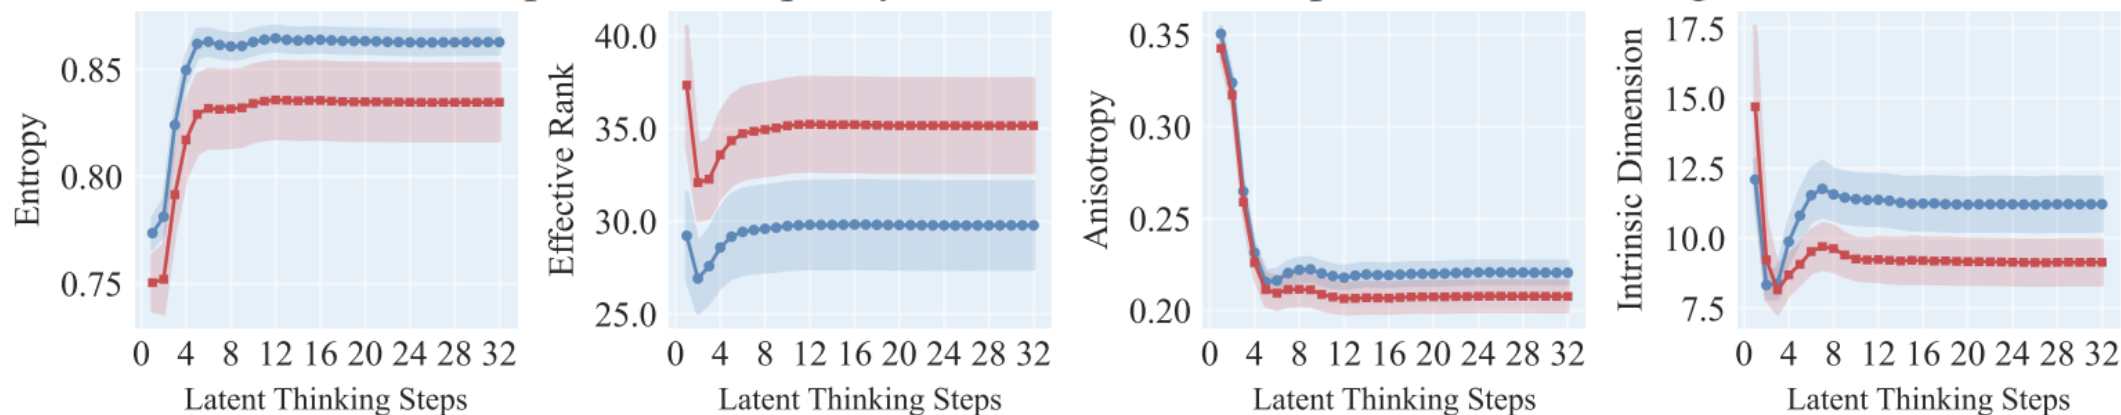 Entropy
0.85
0.80
0.75
0 4 8 12 16 20 24 28 32
Latent Thinking Steps
Effective Rank
40.0
35.0
30.0
25.0
0 4 8 12 16 20 24 28 32
Latent Thinking Steps
Anisotropy
0.35
0.30
0.25
0.20
0 4 8 12 16 20 24 28 32
Latent Thinking Steps
Intrinsic Dimension
17.5
15.0
12.5
10.0
7.5
0 4 8 12 16 20 24 28 32
Latent Thinking Steps